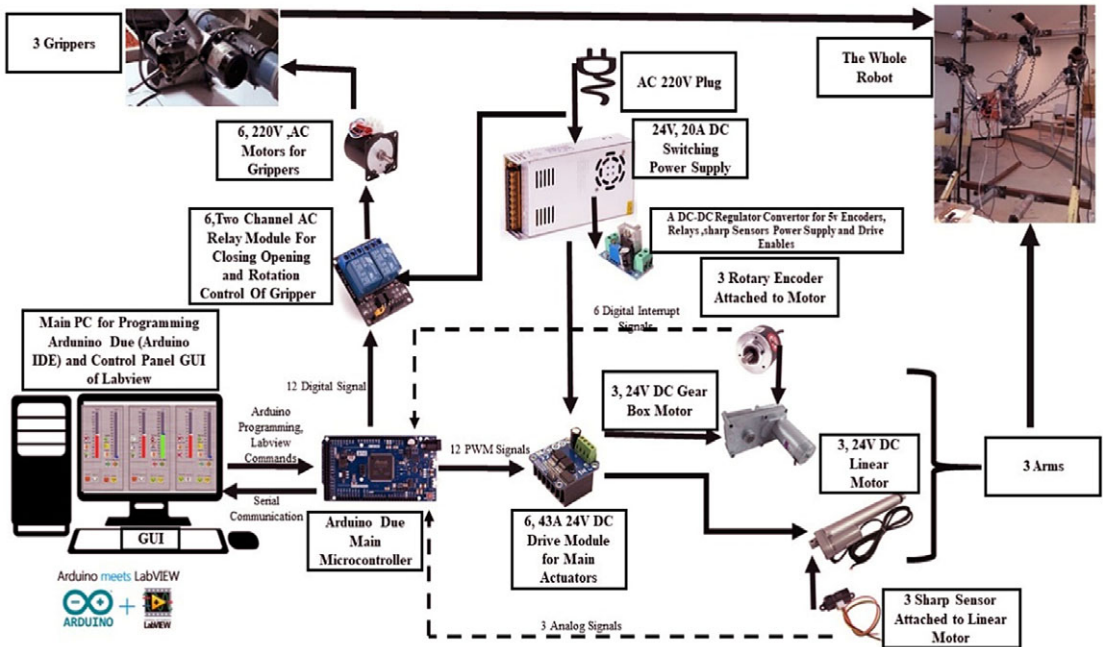 3 Grippers
The Whole
Robot
AC 220V Plug
6, 220V ,AC
Motors for
Grippers
24V, 20A DC
Switching
Power Supply
6,Two Channel AC
Relay Module For
Closing Opening
and Rotation
Control Of Gripper
A DC-DC Regulator Convertor for 5v Encoders,
Relays ,sharp Sensors Power Supply and Drive
Enables
3 Rotary Encoder
Attached to Motor
6 Digital Interrupt
Signals
Main PC for Programming
Ardunino Due (Arduino
IDE) and Control Panel GUI
of Labview
12 Digital Signal
3, 24V DC Gear
Box Motor
Arduino
Programming,
Labview
Commands
12 PWM Signals
3, 24V DC
Linear
Motor
3 Arms
Serial
Communication
GUI
Arduino Due
Main
Microcontroller
6, 43A 24V DC
Drive Module
for Main
Actuators
Arduino meets LabVIEW
ARDUINO
LabVIEW
3 Analog Signals
3 Sharp Sensor
Attached to Linear
Motor